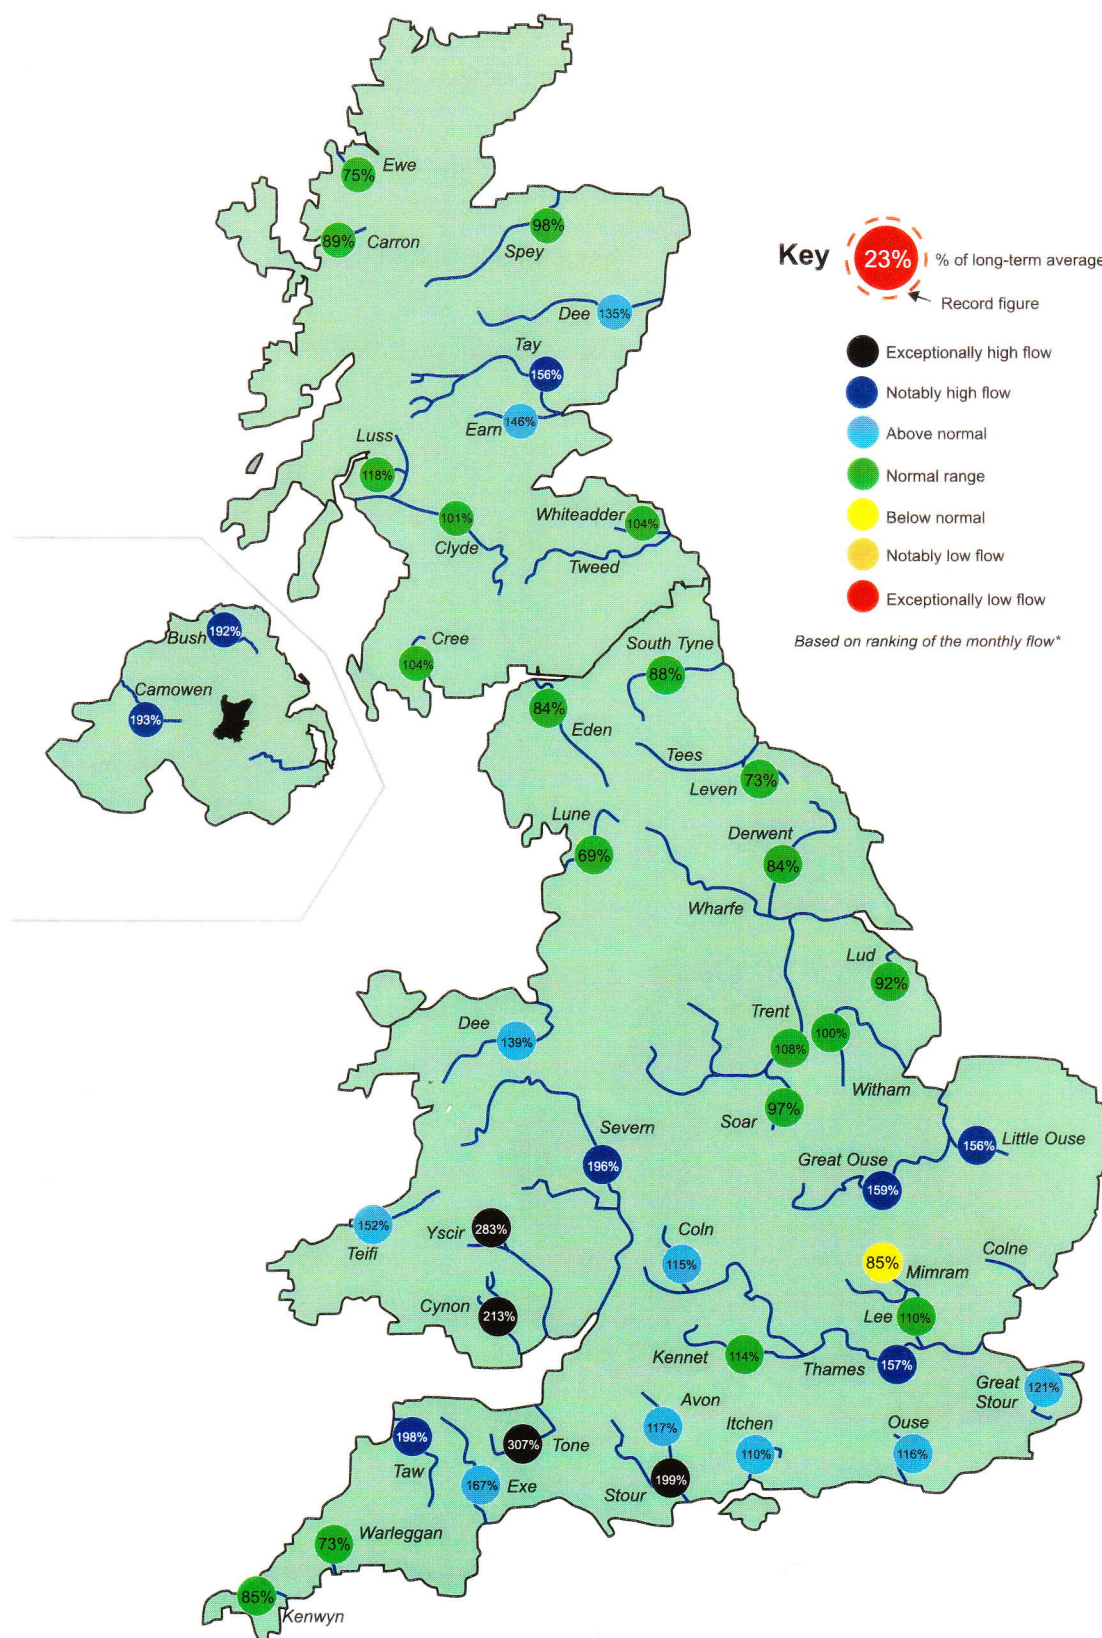 Ewe
75%
89%
Carron
98%
Spey
Key
23%
% of long-term average
Record figure
Exceptionally high flow
Notably high flow
Above normal
Normal range
Below normal
Notably low flow
Exceptionally low flow
Based on ranking of the monthly flow*
Dee
135%
Tay
156%
Earn
146%
Luss
118%
101%
Clyde
Whiteadder
104%
Tweed
Bush
192%
Camowen
193%
Cree
104%
South Tyne
88%
84%
Eden
Tees
Leven
73%
Lune
69%
Derwent
84%
Wharfe
Lud
92%
Trent
108%
100%
Witham
Dee
139%
Soar
97%
Severn
196%
Little Ouse
156%
Great Ouse
159%
152%
Teifi
Yscir
283%
Cynon
213%
Coln
115%
85%
Mimram
Colne
Lee
110%
Kennet
114%
Thames
157%
Great
Stour
121%
Avon
117%
Itchen
110%
Ouse
116%
198%
Taw
307%
Tone
167%
Exe
Stour
199%
Warleggan
73%
85%
Kenwyn